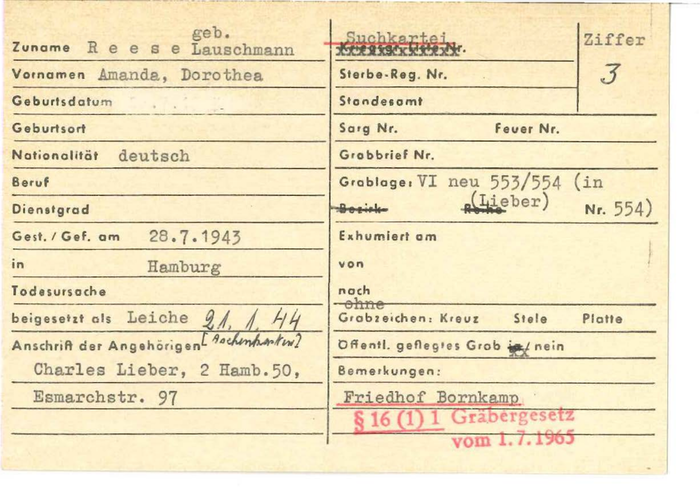 geb.
Zuname Reese Lauschmann
Vornamen Amanda, Dorothea
Geburtsdatum
Geburtsort
Nationalität deutsch
Beruf
Dienstgrad
Gest./Gef. am 28.7.1943
in Hamburg
Todesursache
beigesetzt als Leiche 21. 1. 44
Anschrift der Angehörigen
Charles Lieber, 2 Hamb.50,
Esmarchstr. 97
Suchkartei
Kriegsgr. Liste Nr.
Ziffer
3
Sterbe-Reg. Nr.
Standesamt
Sarg Nr. Feuer Nr.
Grabbrief Nr.
Grablage: VI neu 553/554 (in
(Lieber)
Bezirk Reihe Nr. 554)
Exhumiert am
von
nach
ohne
Grabzeichen: Kreuz Stele Platte
Öffentl. gepflegtes Grab ja/nein
Bemerkungen:
Friedhof Bornkamp
§ 16 (1) 1 Gräbergesetz
vom 1.7.1965